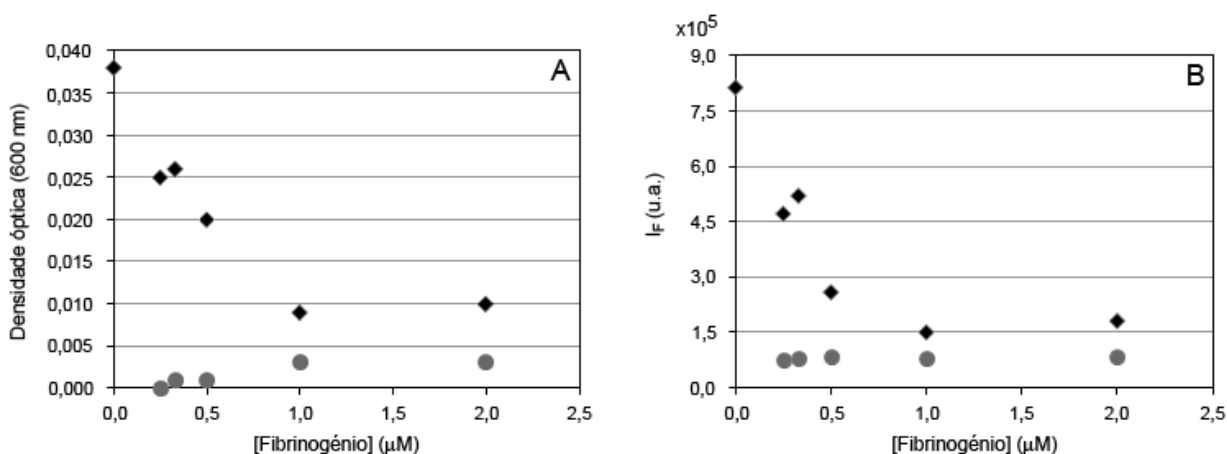 A
Densidade óptica (600 nm)
0,040
0,035
0,030
0,025
0,020
0,015
0,010
0,005
0,000
0,0 0,5 1,0 1,5 2,0 2,5
[Fibrinogénio] (μM)
B
x10⁵
I_F (u.a.)
9,0
7,5
6,0
4,5
3,0
1,5
0,0
0,0 0,5 1,0 1,5 2,0 2,5
[Fibrinogénio] (μM)